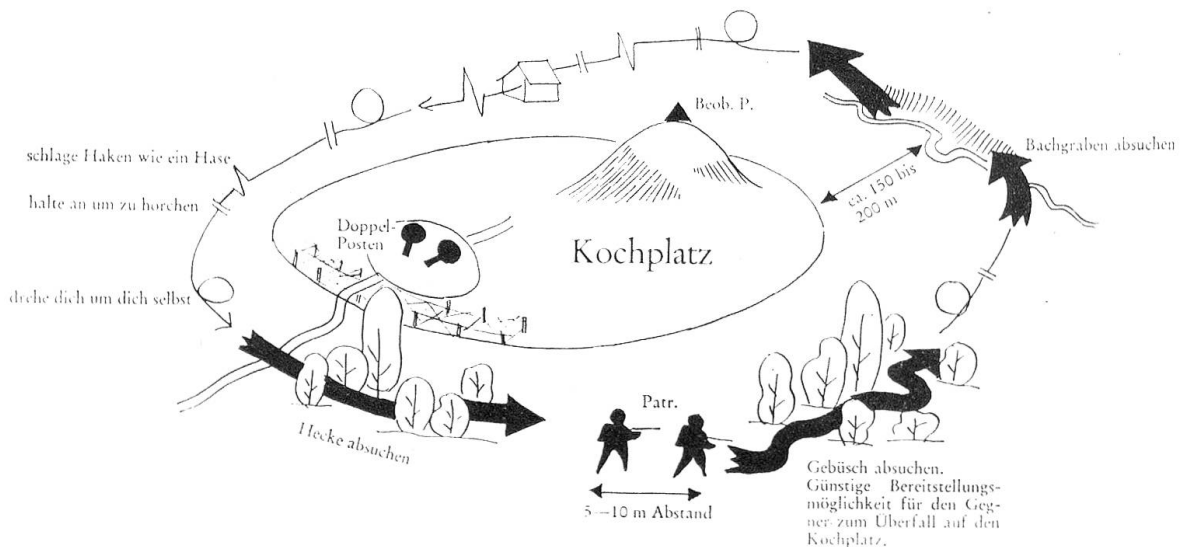 Beob. P.
Bachgraben absuchen
schlage Haken wie ein Hase
ca. 150 bis
200 m
halte an um zu horchen
Doppel-
Posten
Kochplatz
drehe dich um dich selbst
Patr.
Hecke absuchen
5—10 m Abstand
Gebüsch absuchen.
Günstige Bereitstellungs-
möglichkeit für den Geg-
ner zum Überfall auf den
Kochplatz.